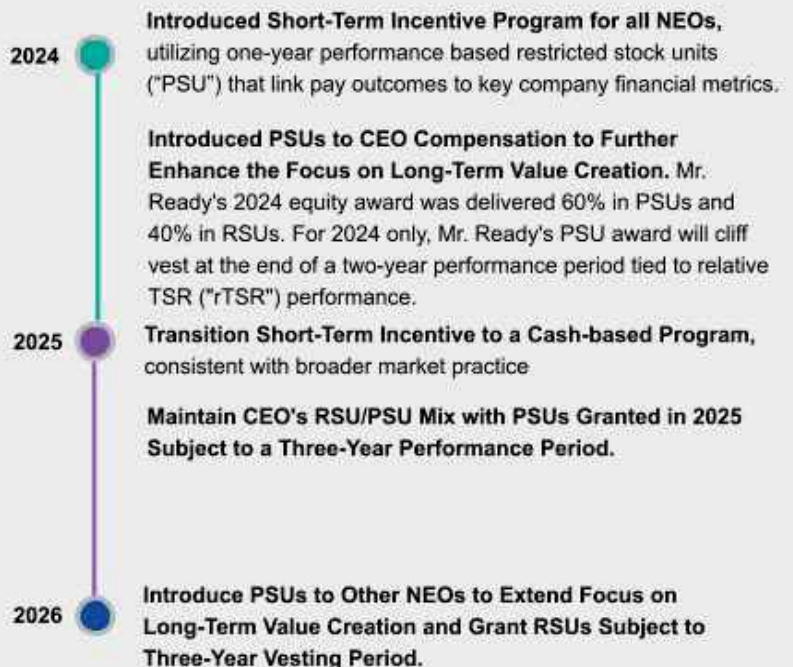 2024
Introduced Short-Term Incentive Program for all NEOs,
utilizing one-year performance based restricted stock units
("PSU") that link pay outcomes to key company financial metrics.
Introduced PSUs to CEO Compensation to Further
Enhance the Focus on Long-Term Value Creation. Mr.
Ready's 2024 equity award was delivered 60% in PSUs and
40% in RSUs. For 2024 only, Mr. Ready's PSU award will cliff
vest at the end of a two-year performance period tied to relative
TSR ("rTSR") performance.
2025
Transition Short-Term Incentive to a Cash-based Program,
consistent with broader market practice
Maintain CEO's RSU/PSU Mix with PSUs Granted in 2025
Subject to a Three-Year Performance Period.
2026
Introduce PSUs to Other NEOs to Extend Focus on
Long-Term Value Creation and Grant RSUs Subject to
Three-Year Vesting Period.